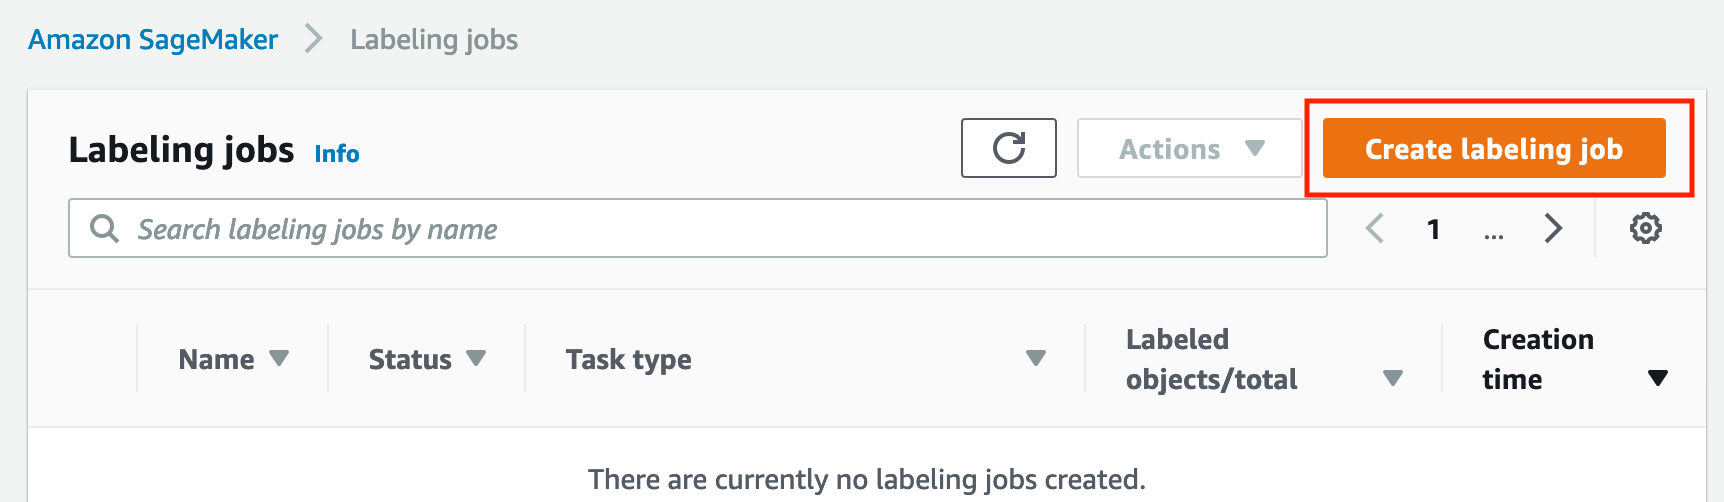 Amazon SageMaker > Labeling jobs
Labeling jobs Info
Actions
Create labeling job
Search labeling jobs by name
1 ...
Name
Status
Task type
Labeled
objects/total
Creation
time
There are currently no labeling jobs created.